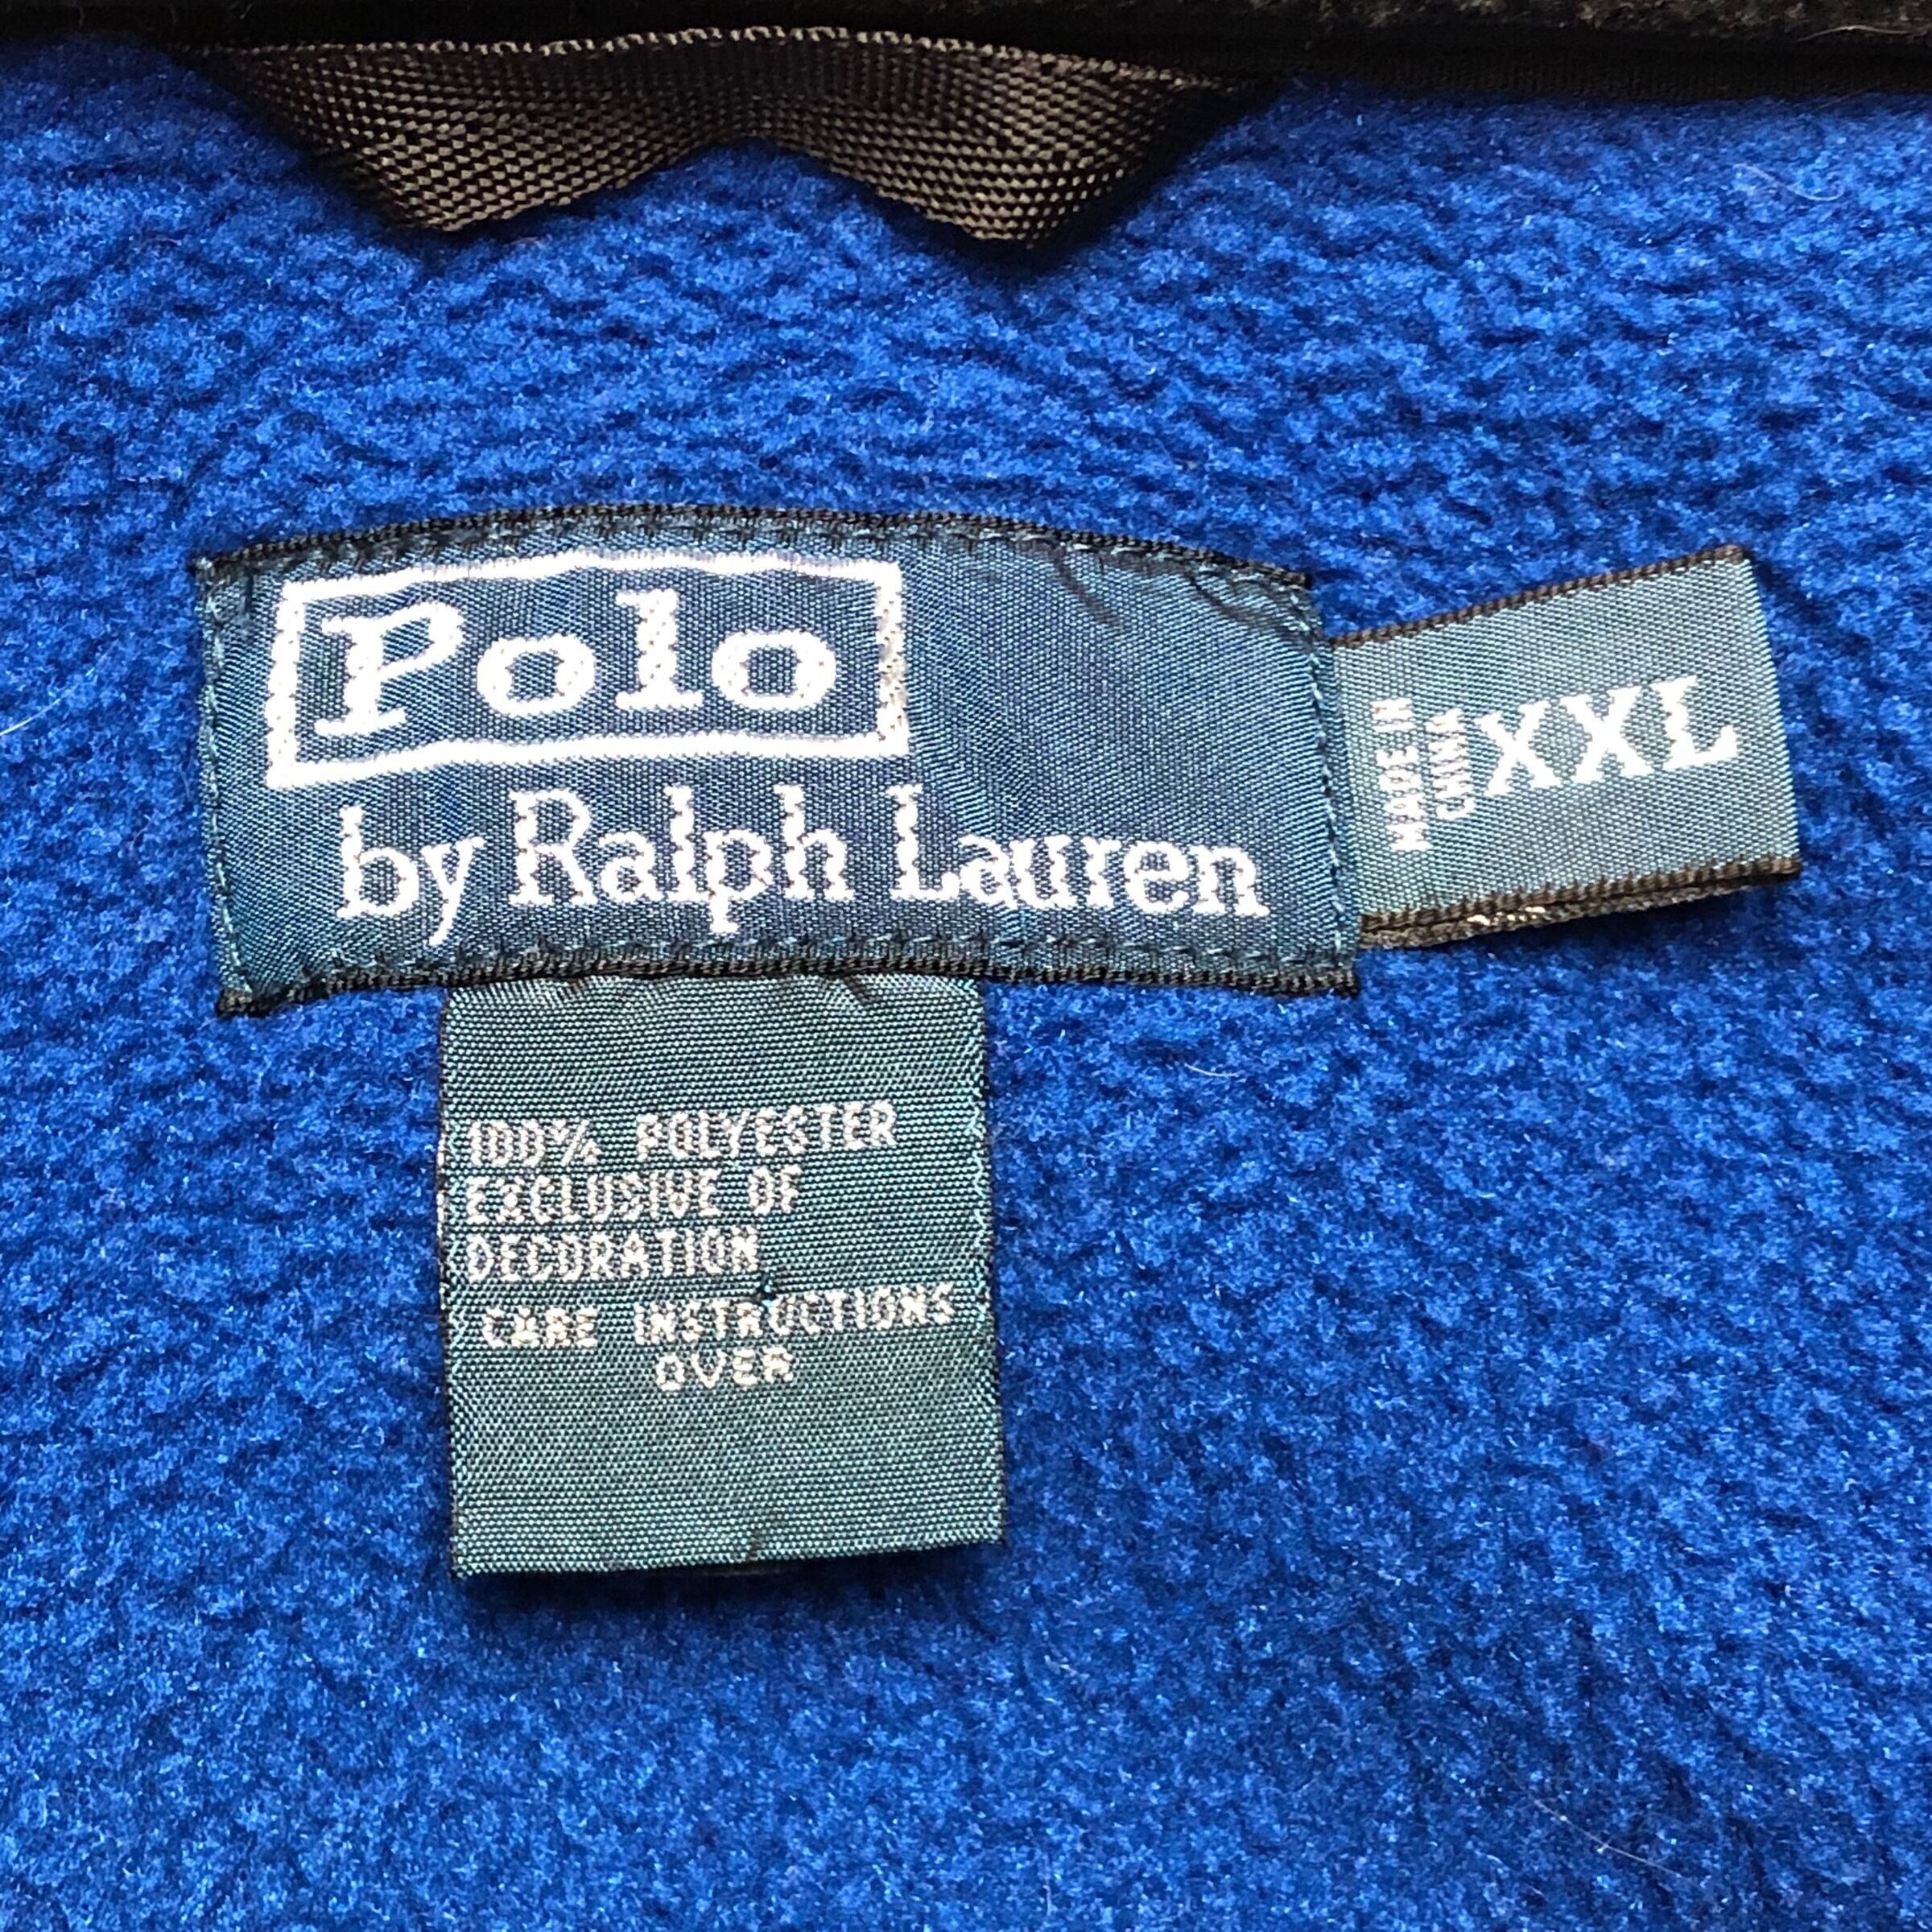 Polo
by Ralph Lauren
MADE IN
CHINA
XXL
100% POLYESTER
EXCLUSIVE OF
DECORATION
CARE INSTRUCTIONS
OVER